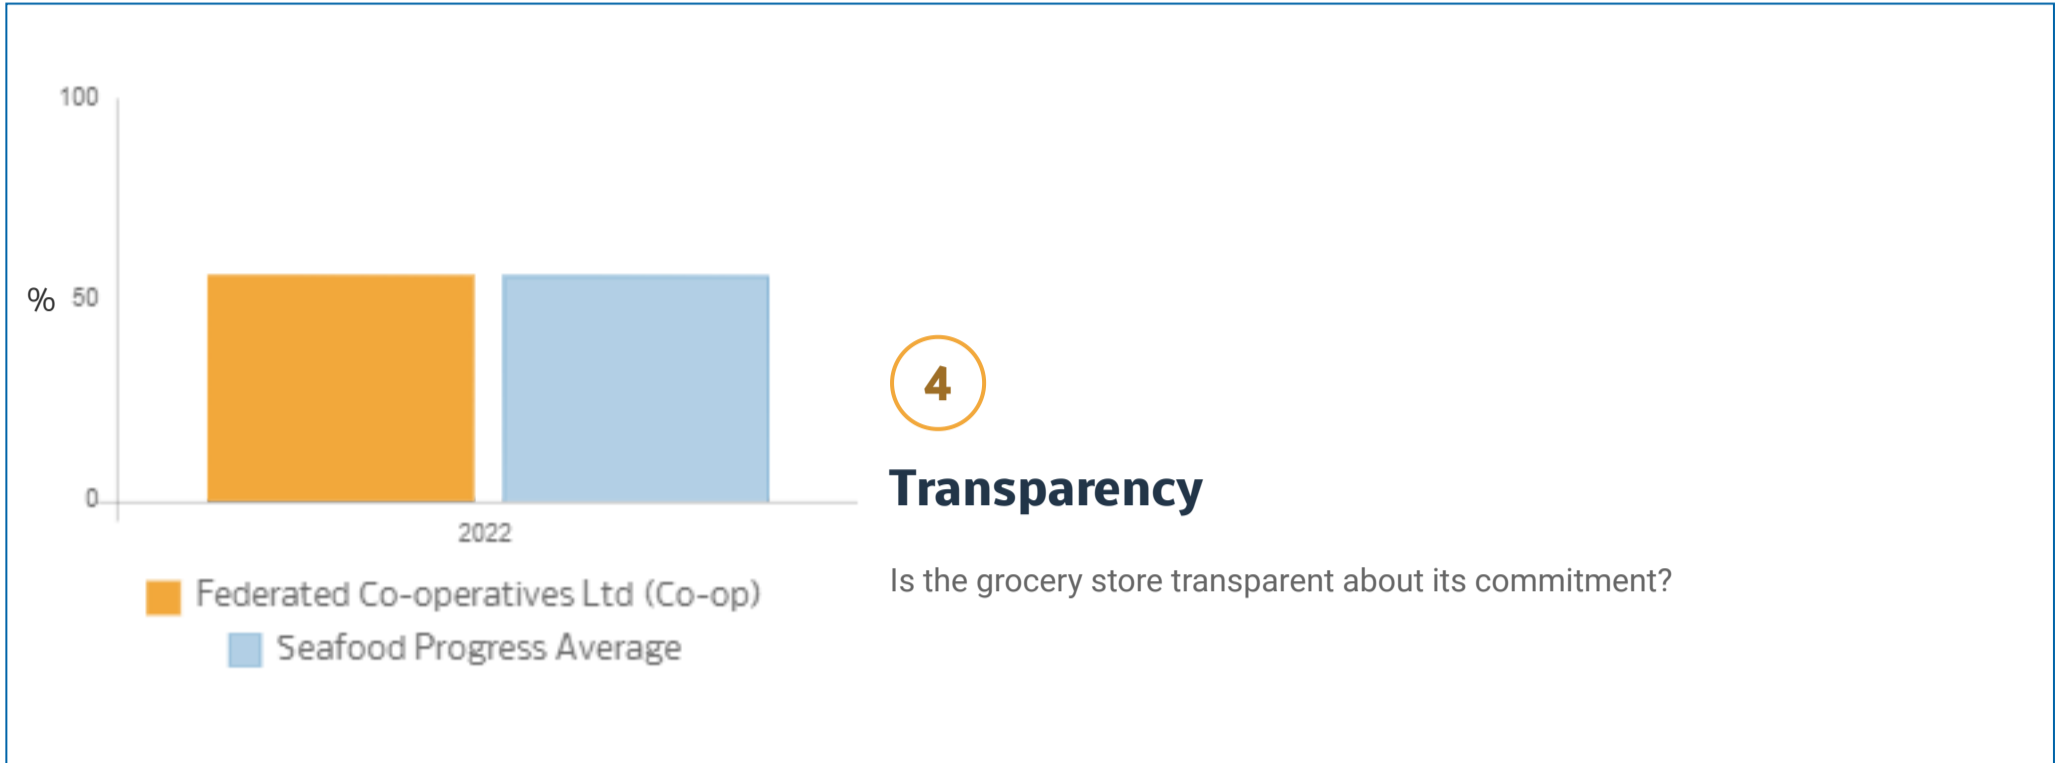 100
% 50
0
2022
Federated Co-operatives Ltd (Co-op)
Seafood Progress Average
4
Transparency
Is the grocery store transparent about its commitment?